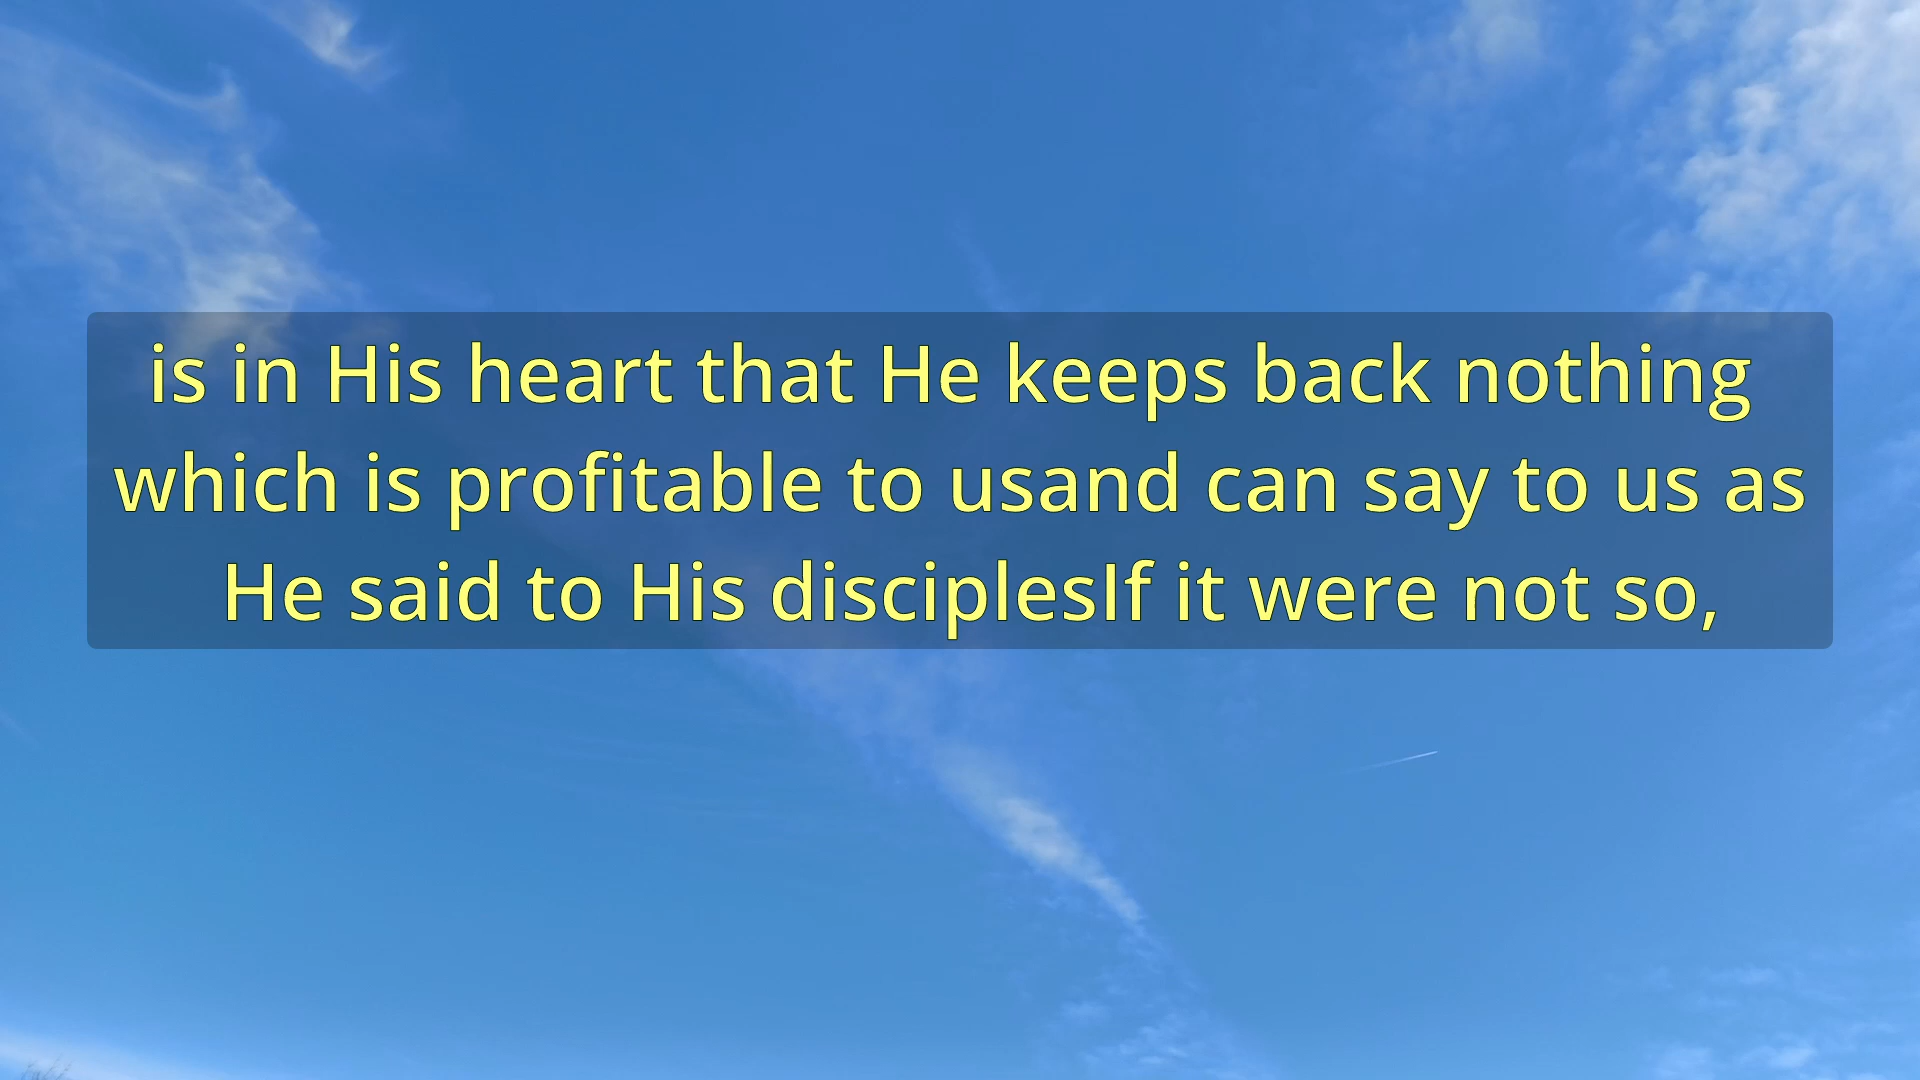 is in His heart that He keeps back nothing
which is profitable to usand can say to us as
He said to His disciplesIf it were not so,